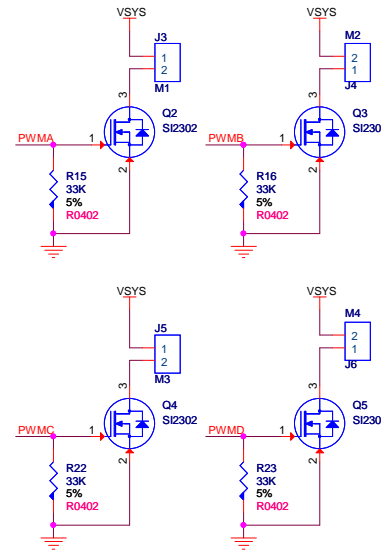 VSYS
J3
1
2
M1
3
Q2
SI2302
PWMA
1
2
R15
33K
5%
R0402
VSYS
M2
2
1
J4
3
Q3
SI230
PWMB
1
2
R16
33K
5%
R0402
VSYS
J5
1
2
M3
3
Q4
SI2302
PWMC
1
2
R22
33K
5%
R0402
VSYS
M4
2
1
J6
3
Q5
SI230
PWMD
1
2
R23
33K
5%
R0402